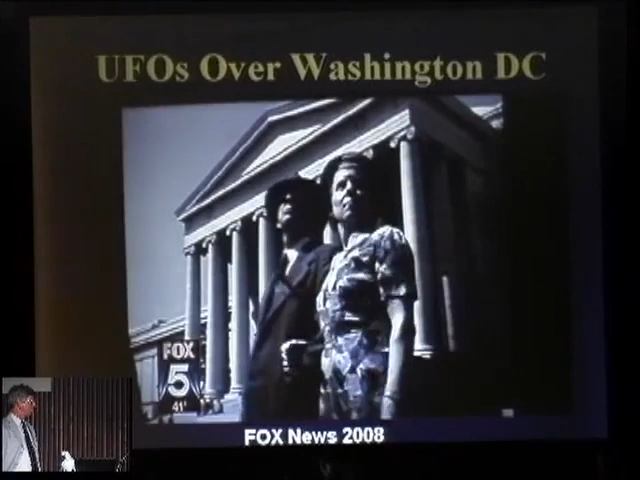 UFOs Over Washington DC
FOX
5
41°
FOX News 2008